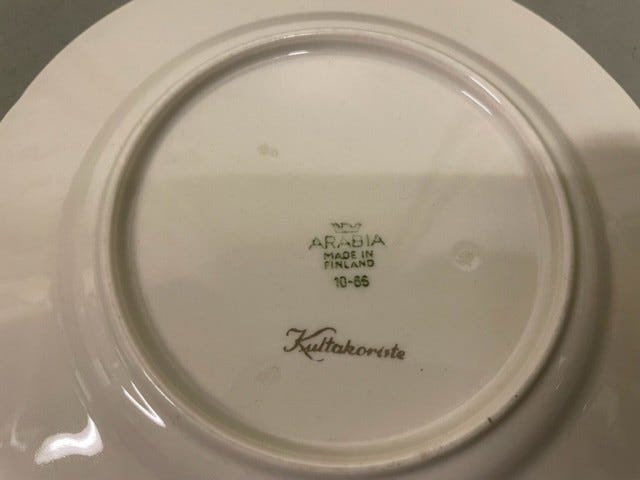 ARABIA
MADE IN
FINLAND
10-66
Kultakoriste